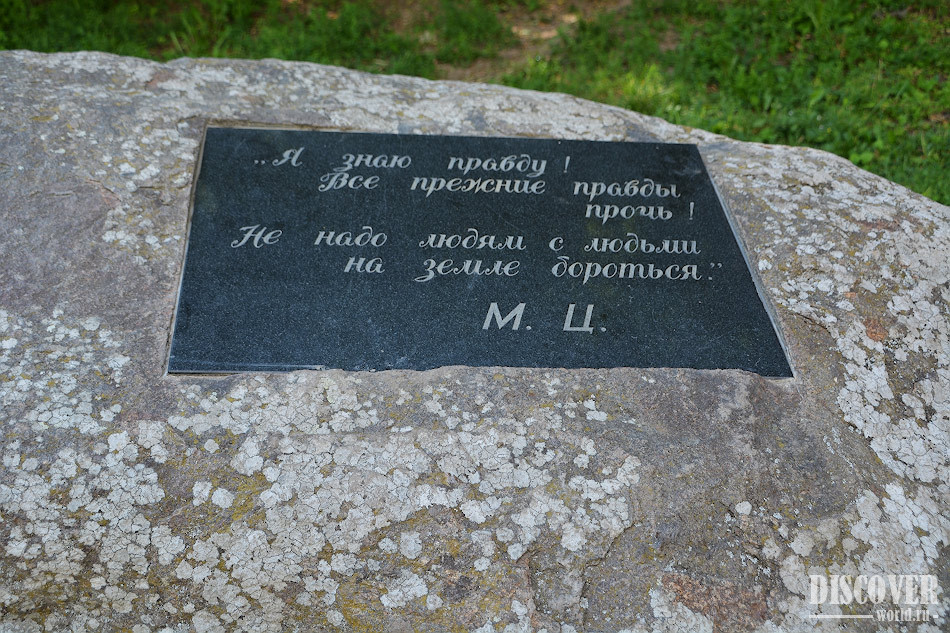 „Я знаю правду!
Все прежние правды
прочь!
Не надо людям с людьми
на земле бороться."
М. Ц.
DISCOVER
world.ru